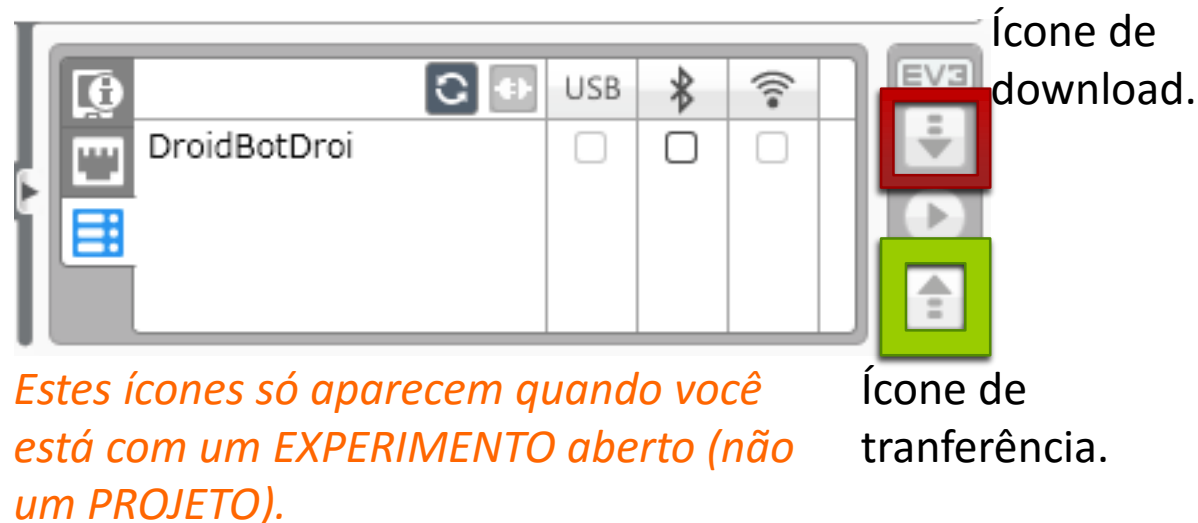 Ícone de
download.
EV3
USB
DroidBotDroi
Estes ícones só aparecem quando você
está com um EXPERIMENTO aberto (não
um PROJETO).
Ícone de
tranferência.